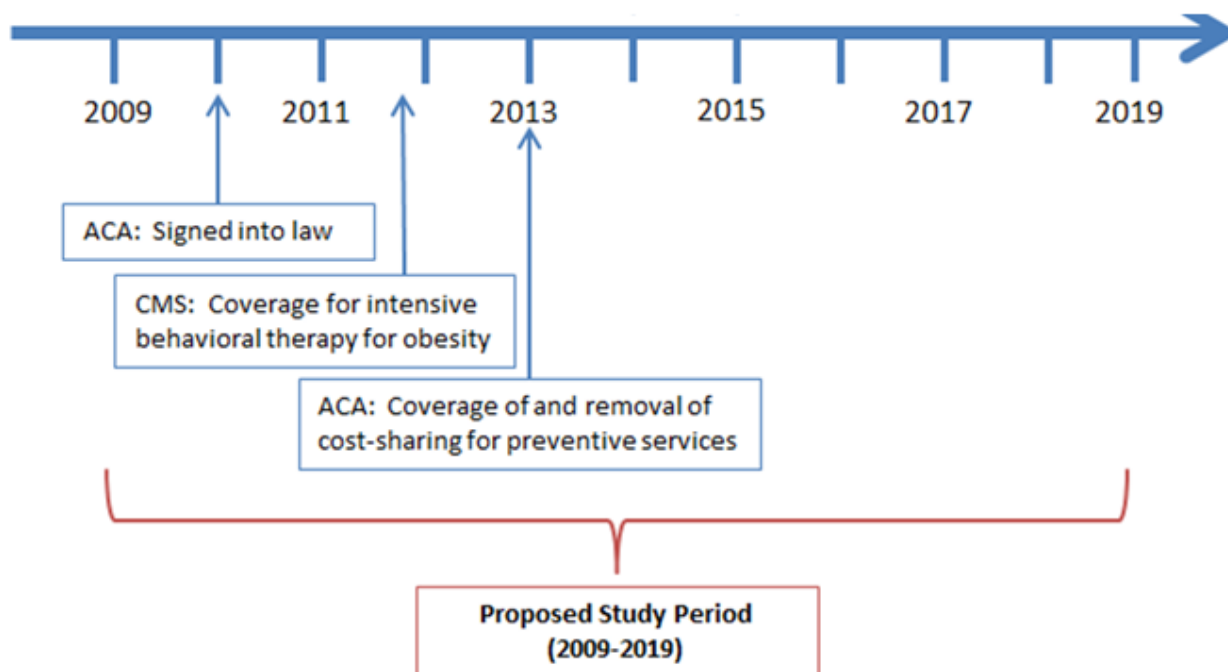 2009 2011 2013 2015 2017 2019
ACA: Signed into law
CMS: Coverage for intensive
behavioral therapy for obesity
ACA: Coverage of and removal of
cost-sharing for preventive services
Proposed Study Period
(2009-2019)